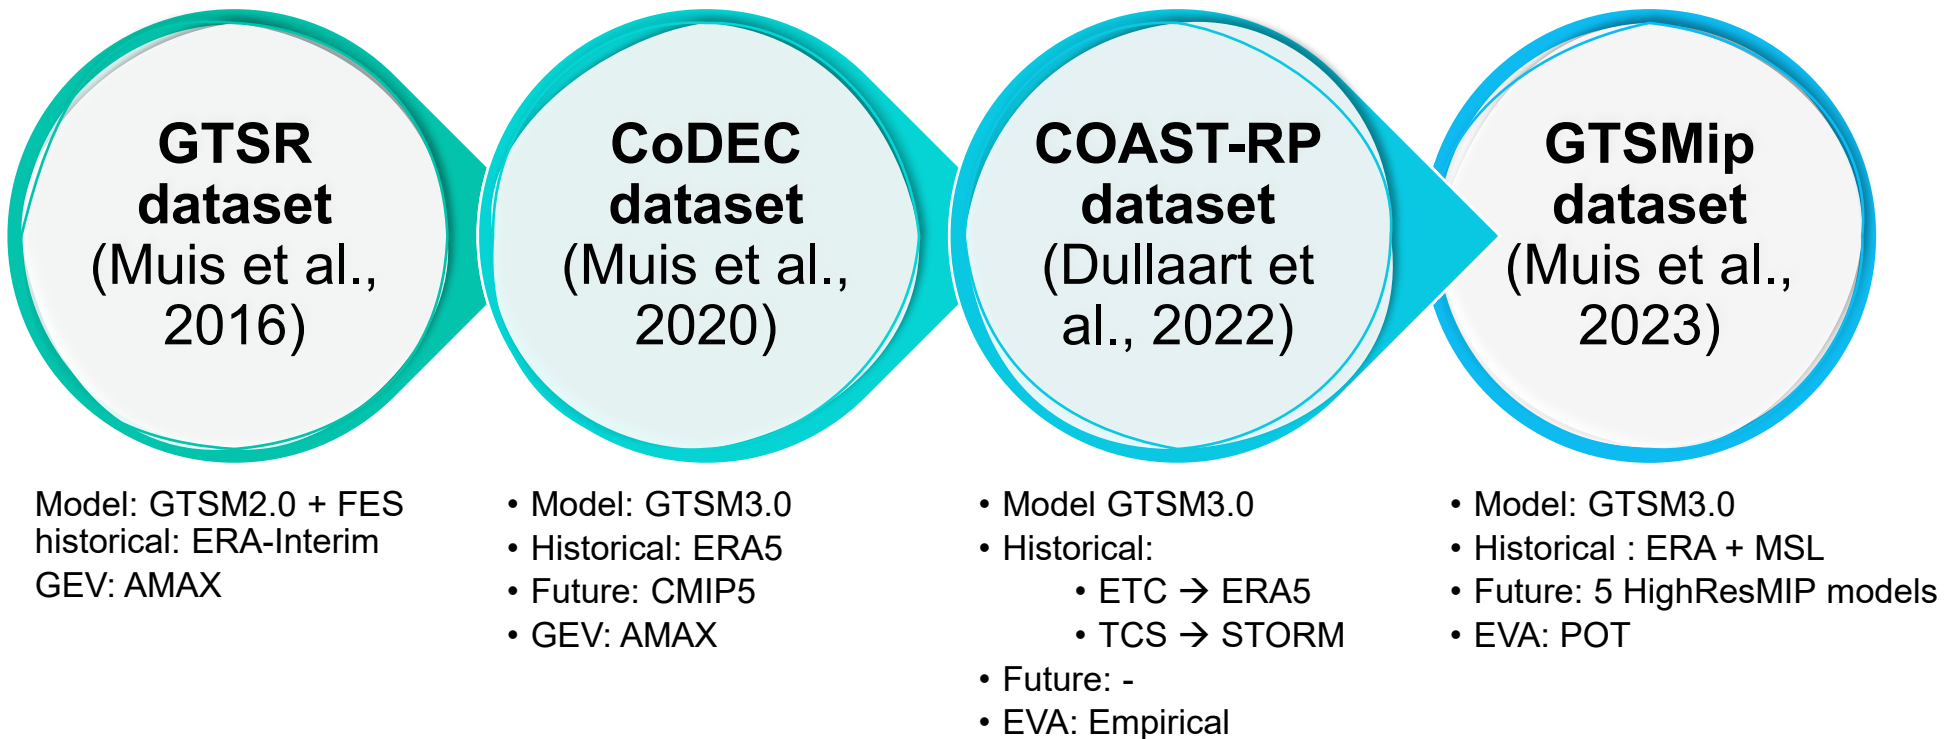 GTSR
dataset
(Muis et al.,
2016)
CoDEC
dataset
(Muis et al.,
2020)
COAST-RP
dataset
(Dullaart et
al., 2022)
GTSMip
dataset
(Muis et al.,
2023)
Model: GTSM2.0 + FES
historical: ERA-Interim
GEV: AMAX
• Model: GTSM3.0
• Historical: ERA5
• Future: CMIP5
• GEV: AMAX
• Model GTSM3.0
• Historical:
• ETC → ERA5
• TCS → STORM
• Future: -
• EVA: Empirical
• Model: GTSM3.0
• Historical : ERA + MSL
• Future: 5 HighResMIP models
• EVA: POT